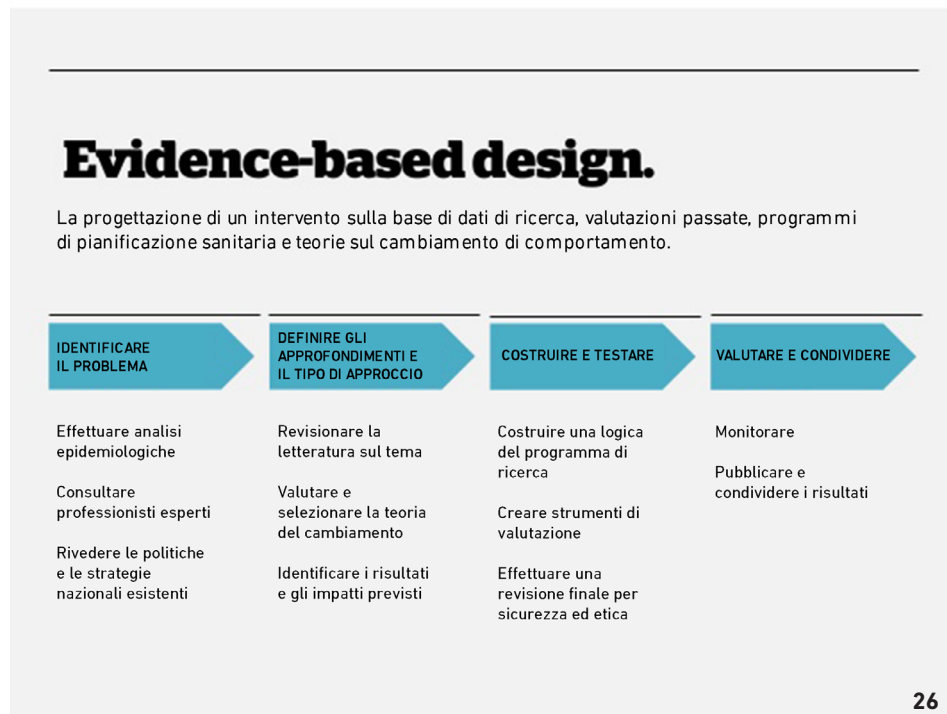 Evidence-based design.
La progettazione di un intervento sulla base di dati di ricerca, valutazioni passate, programmi
di pianificazione sanitaria e teorie sul cambiamento di comportamento.
IDENTIFICARE
IL PROBLEMA
Effettuare analisi
epidemiologiche
Consultare
professionisti esperti
Rivedere le politiche
e le strategie
nazionali esistenti
DEFINIRE GLI
APPROFONDIMENTI E
IL TIPO DI APPROCCIO
Revisionare la
letteratura sul tema
Valutare e
selezionare la teoria
del cambiamento
Identificare i risultati
e gli impatti previsti
COSTRUIRE E TESTARE
Costruire una logica
del programma di
ricerca
Creare strumenti di
valutazione
Effettuare una
revisione finale per
sicurezza ed etica
VALUTARE E CONDIVIDERE
Monitorare
Pubblicare e
condividere i risultati
26